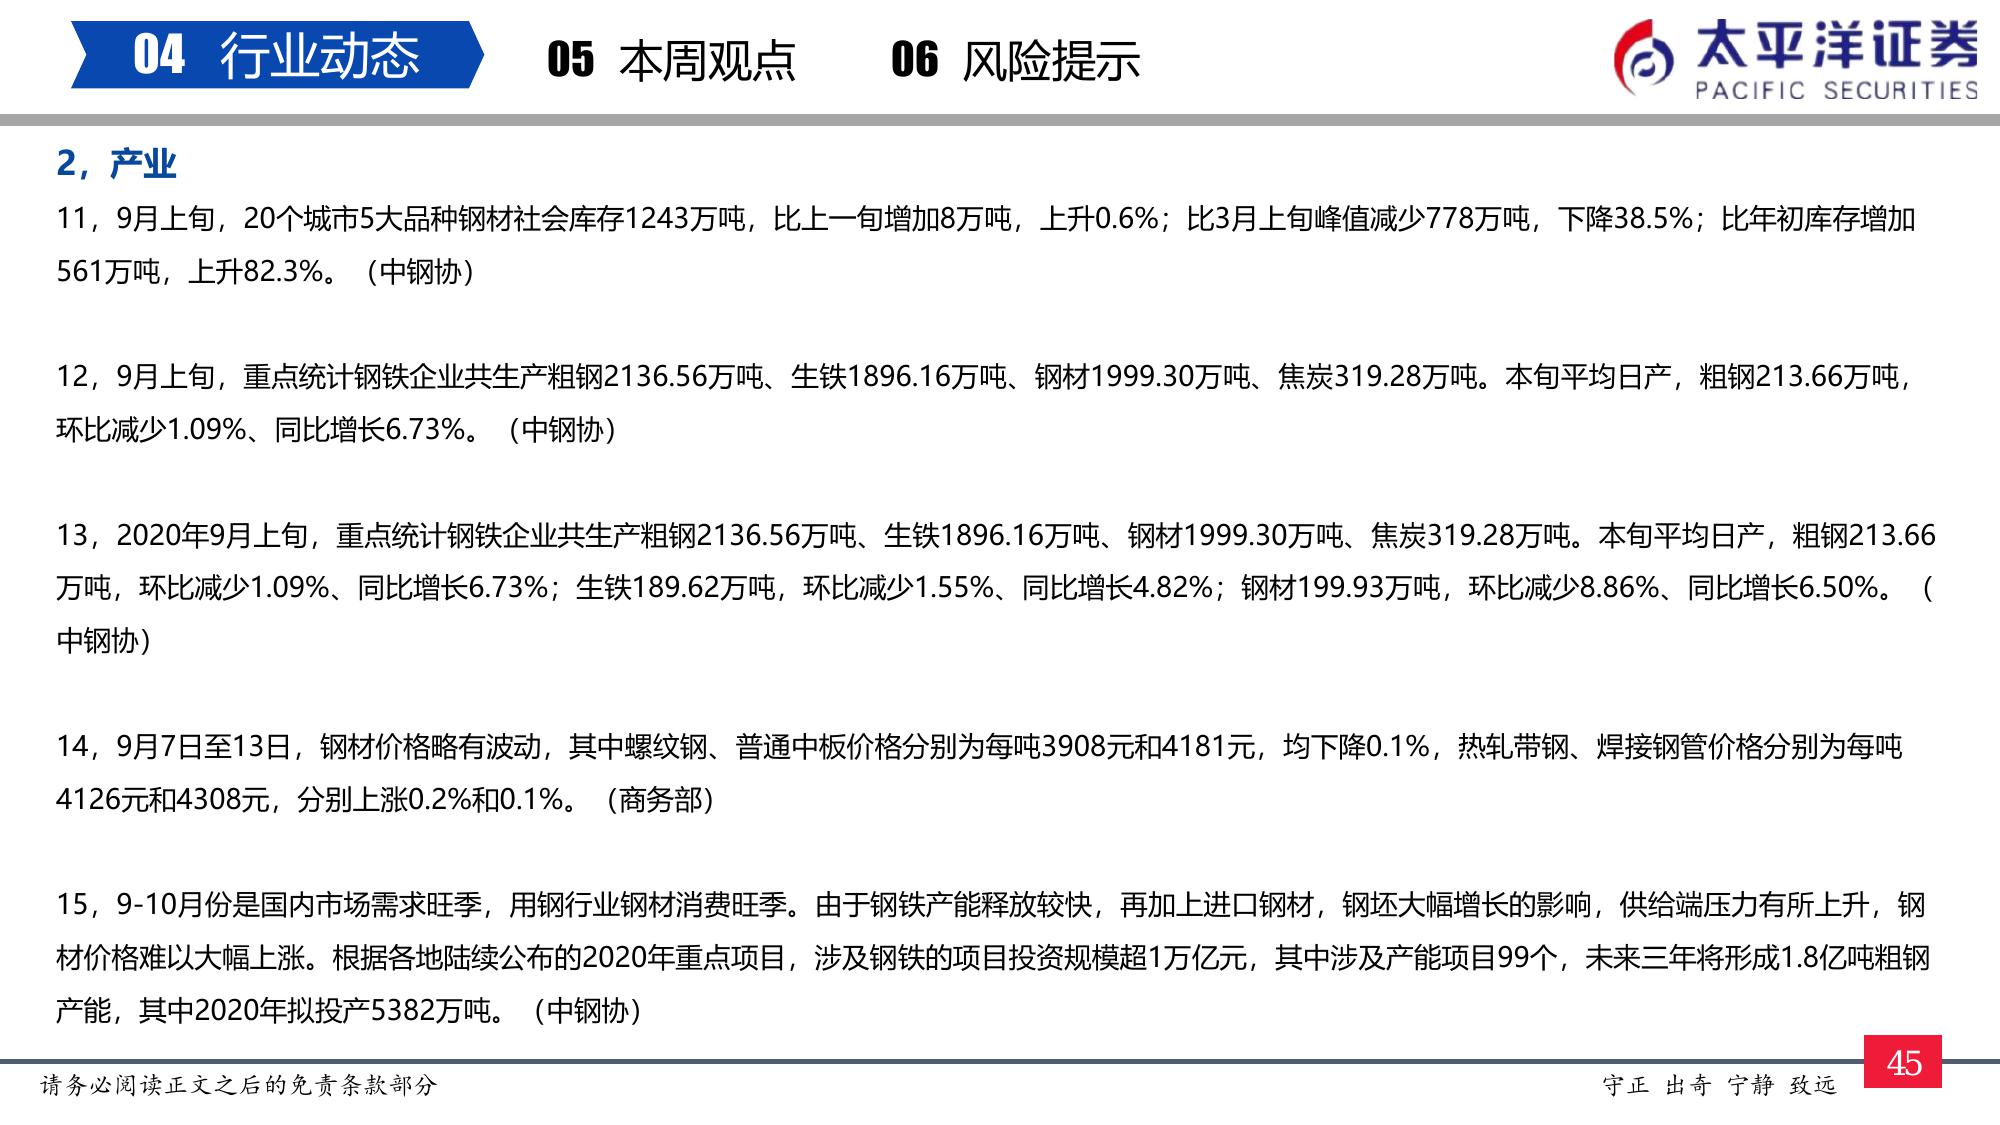 04 行业动态 05 本周观点 06 风险提示
太平洋证券
PACIFIC SECURITIES
2，产业
11，9月上旬，20个城市5大品种钢材社会库存1243万吨，比上一旬增加8万吨，上升0.6%；比3月上旬峰值减少778万吨，下降38.5%；比年初库存增加
561万吨，上升82.3%。（中钢协）
12，9月上旬，重点统计钢铁企业共生产粗钢2136.56万吨、生铁1896.16万吨、钢材1999.30万吨、焦炭319.28万吨。本旬平均日产，粗钢213.66万吨，
环比减少1.09%、同比增长6.73%。（中钢协）
13，2020年9月上旬，重点统计钢铁企业共生产粗钢2136.56万吨、生铁1896.16万吨、钢材1999.30万吨、焦炭319.28万吨。本旬平均日产，粗钢213.66
万吨，环比减少1.09%、同比增长6.73%；生铁189.62万吨，环比减少1.55%、同比增长4.82%；钢材199.93万吨，环比减少8.86%、同比增长6.50%。（
中钢协）
14，9月7日至13日，钢材价格略有波动，其中螺纹钢、普通中板价格分别为每吨3908元和4181元，均下降0.1%，热轧带钢、焊接钢管价格分别为每吨
4126元和4308元，分别上涨0.2%和0.1%。（商务部）
15，9-10月份是国内市场需求旺季，用钢行业钢材消费旺季。由于钢铁产能释放较快，再加上进口钢材，钢坯大幅增长的影响，供给端压力有所上升，钢
材价格难以大幅上涨。根据各地陆续公布的2020年重点项目，涉及钢铁的项目投资规模超1万亿元，其中涉及产能项目99个，未来三年将形成1.8亿吨粗钢
产能，其中2020年拟投产5382万吨。（中钢协）
请务必阅读正文之后的免责条款部分
守正 出奇 宁静 致远
45